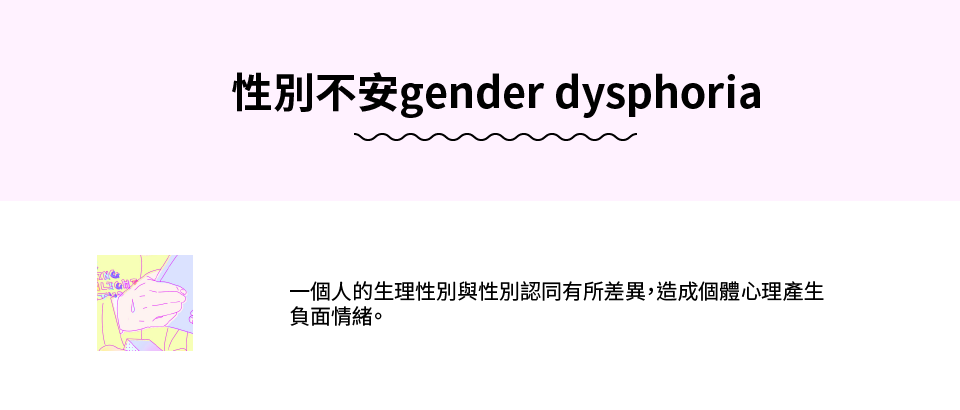 性別不安gender dysphoria
一個人的生理性別與性別認同有所差異，造成個體心理產生
負面情緒。